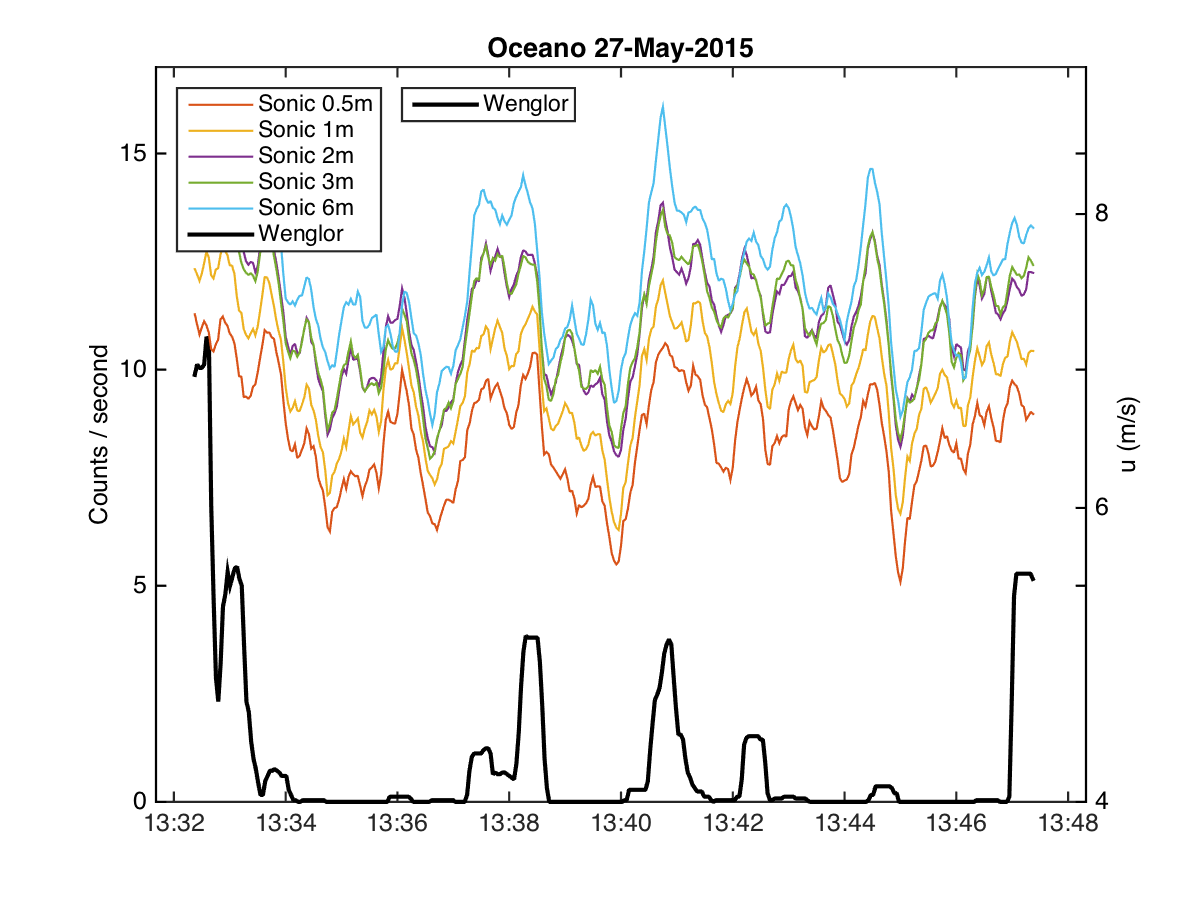 Oceano 27-May-2015
Sonic 0.5m
Sonic 1m
Sonic 2m
Sonic 3m
Sonic 6m
Wenglor
Wenglor
Counts / second
15
10
5
0
u (m/s)
8
6
4
13:32 13:34 13:36 13:38 13:40 13:42 13:44 13:46 13:48